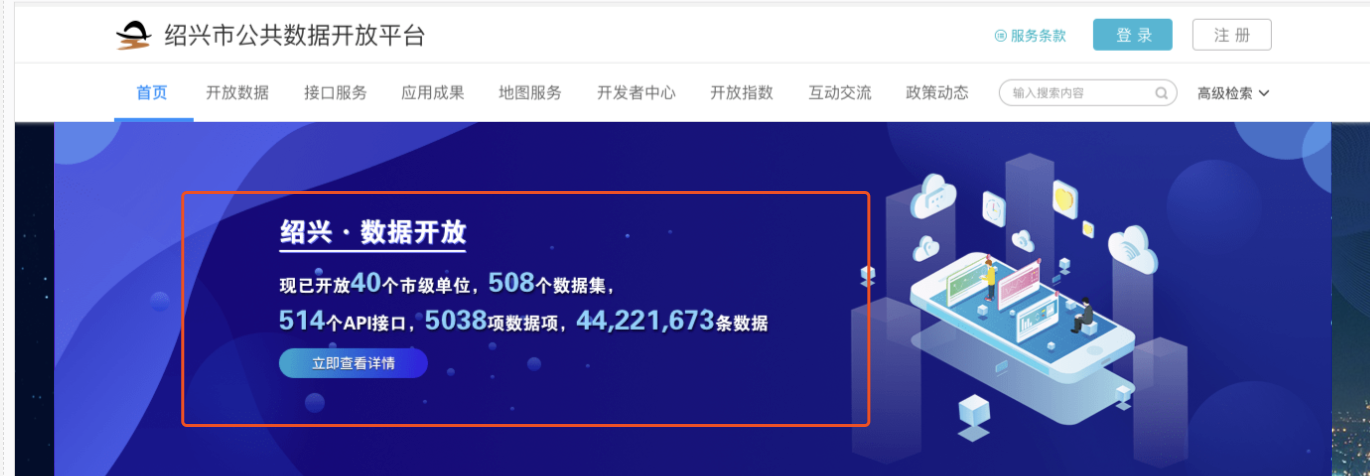 绍兴市公共数据开放平台
服务条款
登录
注册
首页 开放数据 接口服务 应用成果 地图服务 开发者中心 开放指数 互动交流 政策动态 输入搜索内容 高级检索
绍兴·数据开放
现已开放40个市级单位，508个数据集，
514个API接口，5038项数据项，44,221,673条数据
立即查看详情